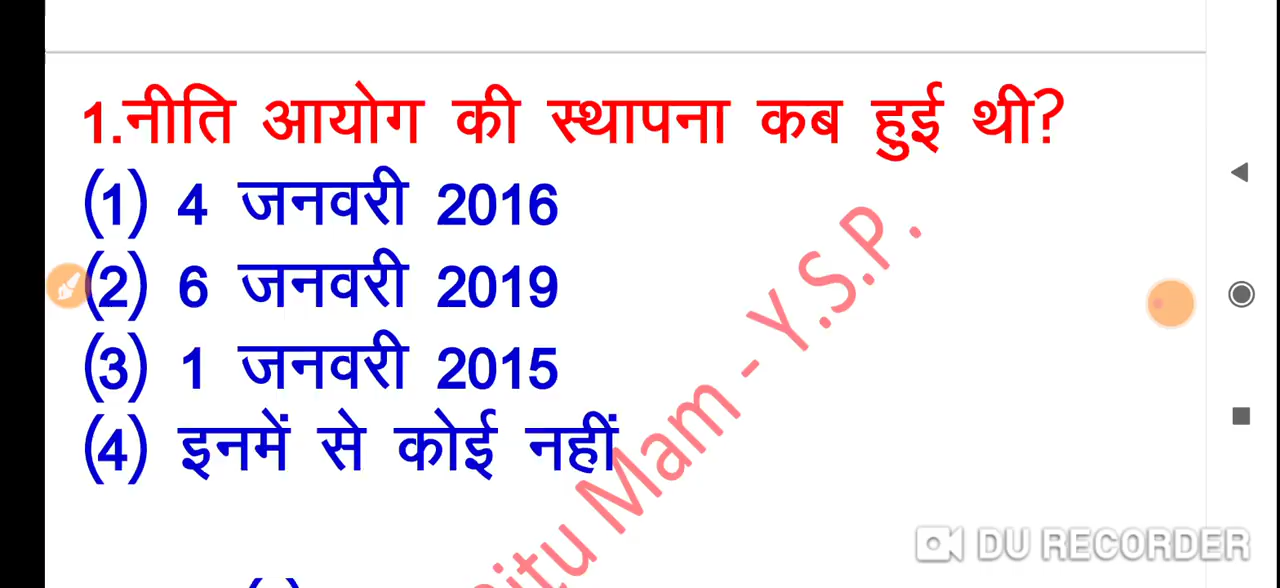 1.नीति आयोग की स्थापना कब हुई थी?
(1) 4 जनवरी 2016
(2) 6 जनवरी 2019
(3) 1 जनवरी 2015
(4) इनमें से कोई नहीं
Mam - Y.S.P.
DU RECORDER